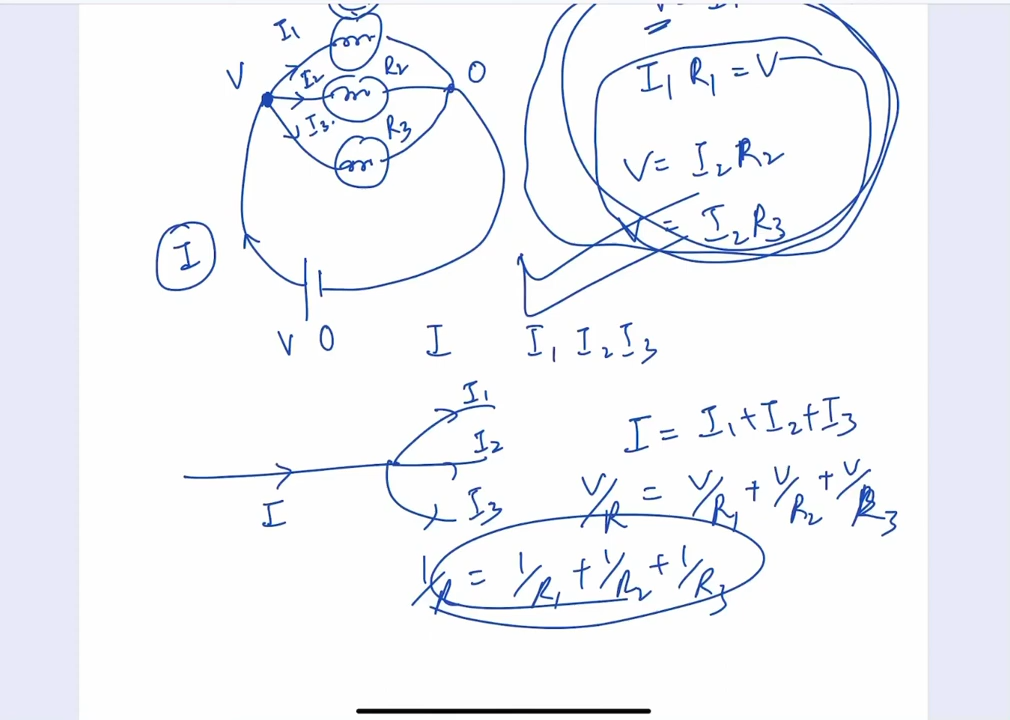 I₁
V I₂ R₂ O
I₃. R₃
I₁ R₁ = V
V = I₂ R₂
V = I₂ R₃
I
V O I I₁ I₂ I₃
I₁
I₂
I I₃
I = I₁ + I₂ + I₃
V/R = V/R₁ + V/R₂ + V/R₃
1/R = 1/R₁ + 1/R₂ + 1/R₃